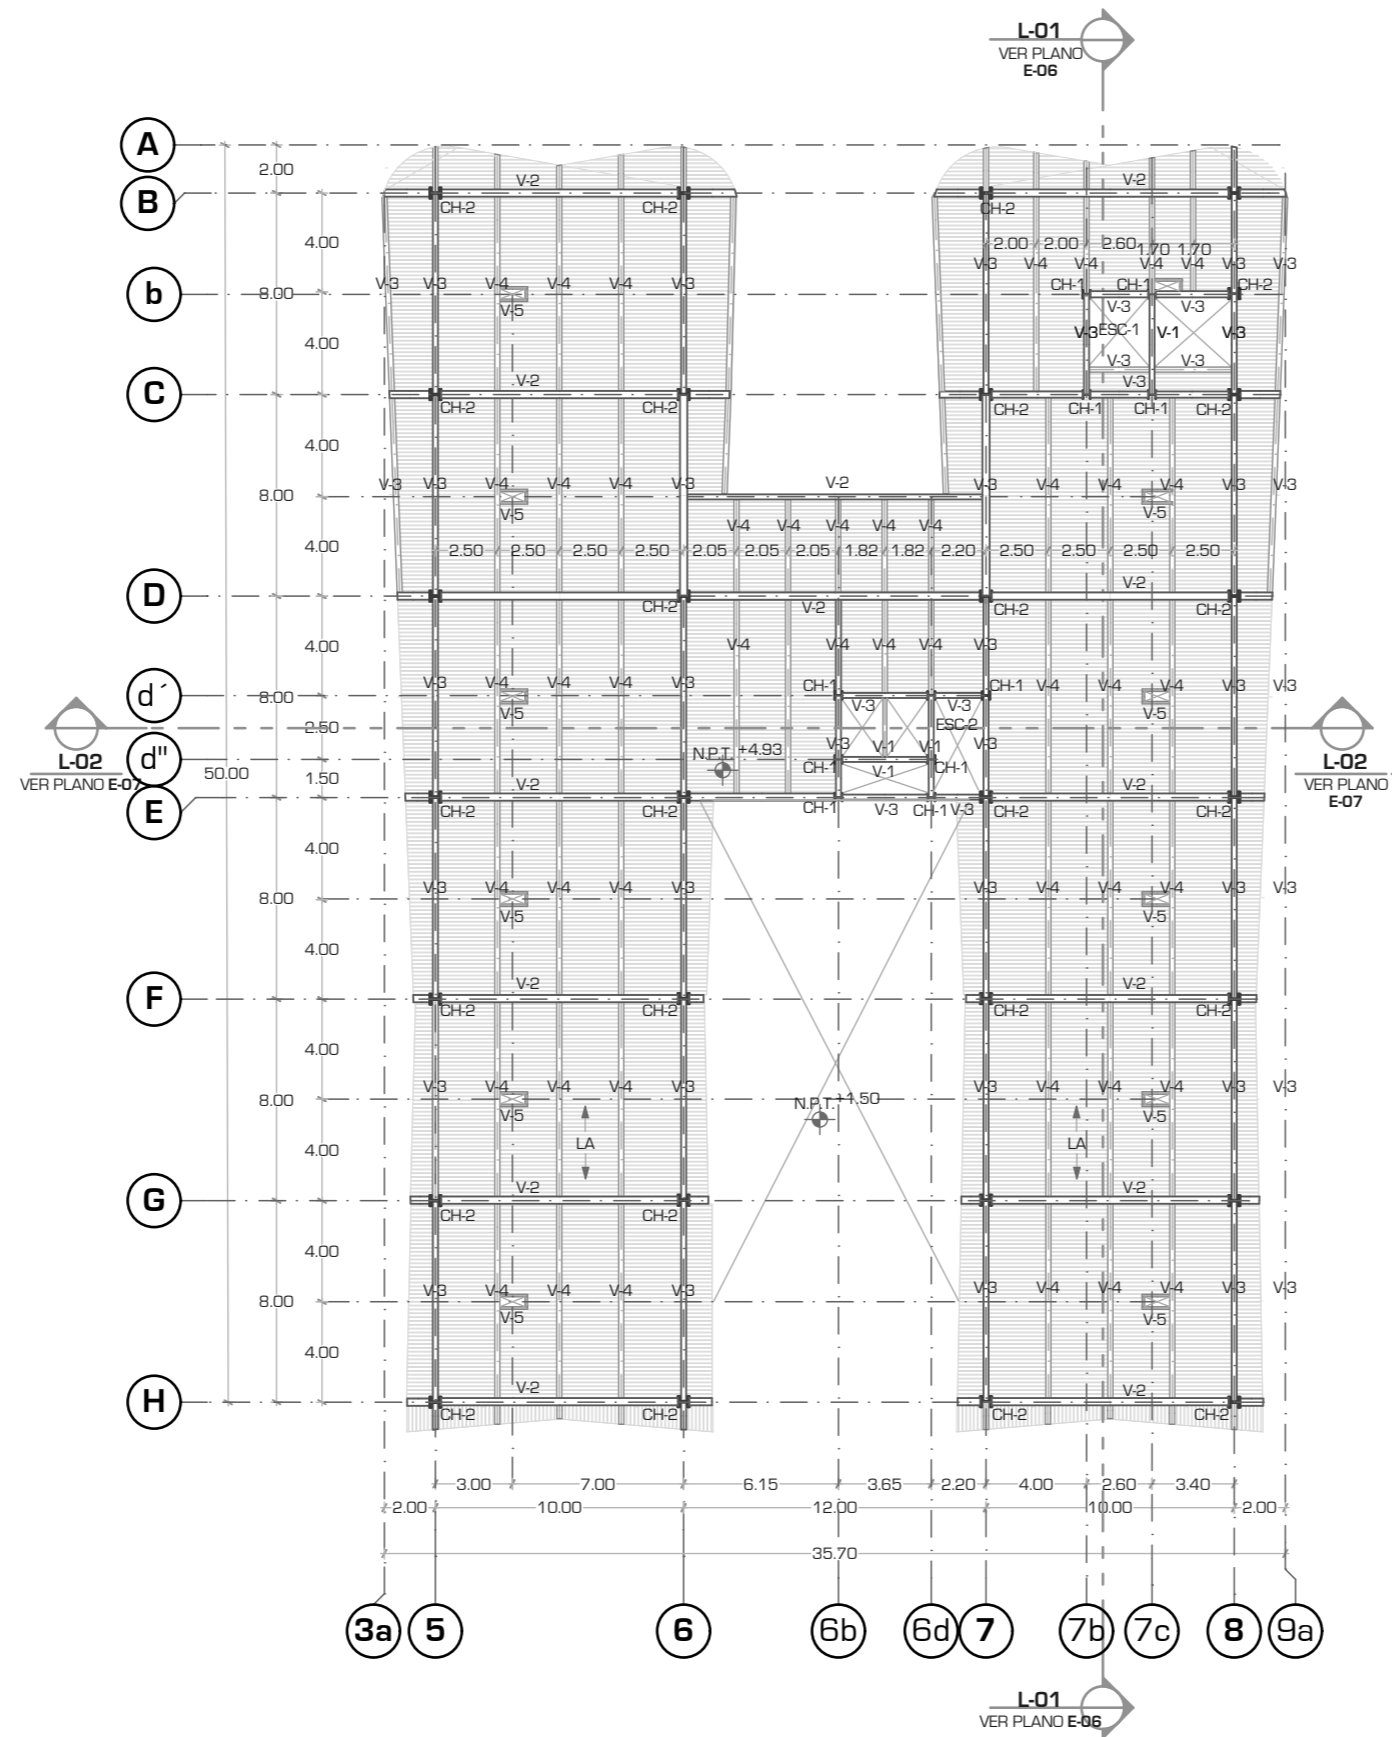 L-01
VER PLANO
E-06
A
2.00
V-2 V-2
B
CH-2 CH-2 CH-2
4.00 2.00 2.00 2.60 1.70 1.70
V-3 V-4 V-4 V-4 V-4 V-3 V-3
b 8.00 V-3 V-3 V-4 V-4 V-4 V-3 CH-1 CH-1 CH-2
V-5 V-3 V-3
V-3 ESC-1 V-1 V-3
4.00
V-3 V-3
V-2 V-3
C
CH-2 CH-2 CH-2 CH-1 CH-1 CH-2
4.00
V-3 V-3 V-4 V-4 V-4 V-3 V-2 V-3 V-4 V-4 V-4 V-3 V-3
8.00
V-5 V-5
V-4 V-4 V-4 V-4 V-4
4.00 2.50 2.50 2.50 2.50 2.05 2.05 2.05 1.82 1.82 2.20 2.50 2.50 2.50 2.50
V-2
D
CH-2 V-2 CH-2 CH-2
4.00 V-4 V-4 V-4 V-4 V-3
d´ 8.00 V-3 V-4 V-4 V-4 V-3 CH-1 CH-1 V-4 V-4 V-4 V-3 V-3
V-5 V-3 V-3 V-5
2.50 ESC-2
V-3 V-1 V-1 V-3
L-02 L-02
VER PLANO E-07 VER PLANO
E-07
d" N.P.T. +4.93 CH-1 V-1 CH-1
50.00 1.50
V-2 V-2
E
CH-2 CH-2 CH-1 V-3 CH-1 V-3 CH-2 CH-2
4.00
V-3 V-4 V-4 V-4 V-3 V-3 V-4 V-4 V-4 V-3 V-3
8.00
V-5 V-5
4.00
V-2 V-2
F
CH-2 CH-2 CH-2 CH-2
4.00
V-3 V-4 V-4 V-4 V-3 V-3 V-4 V-4 V-4 V-3 V-3
8.00 N.P.T. +1.50
V-5 V-5
4.00 LA LA
V-2 V-2
G
CH-2 CH-2
4.00
V-3 V-4 V-4 V-4 V-3 V-3 V-4 V-4 V-4 V-3 V-3
8.00
V-5 V-5
4.00
V-2 V-2
H
CH-2 CH-2 CH-2 CH-2
3.00 7.00 6.15 3.65 2.20 4.00 2.60 3.40
2.00 10.00 12.00 10.00 2.00
35.70
3a 5 6 6b 6d 7 7b 7c 8 9a
L-01
VER PLANO E-06